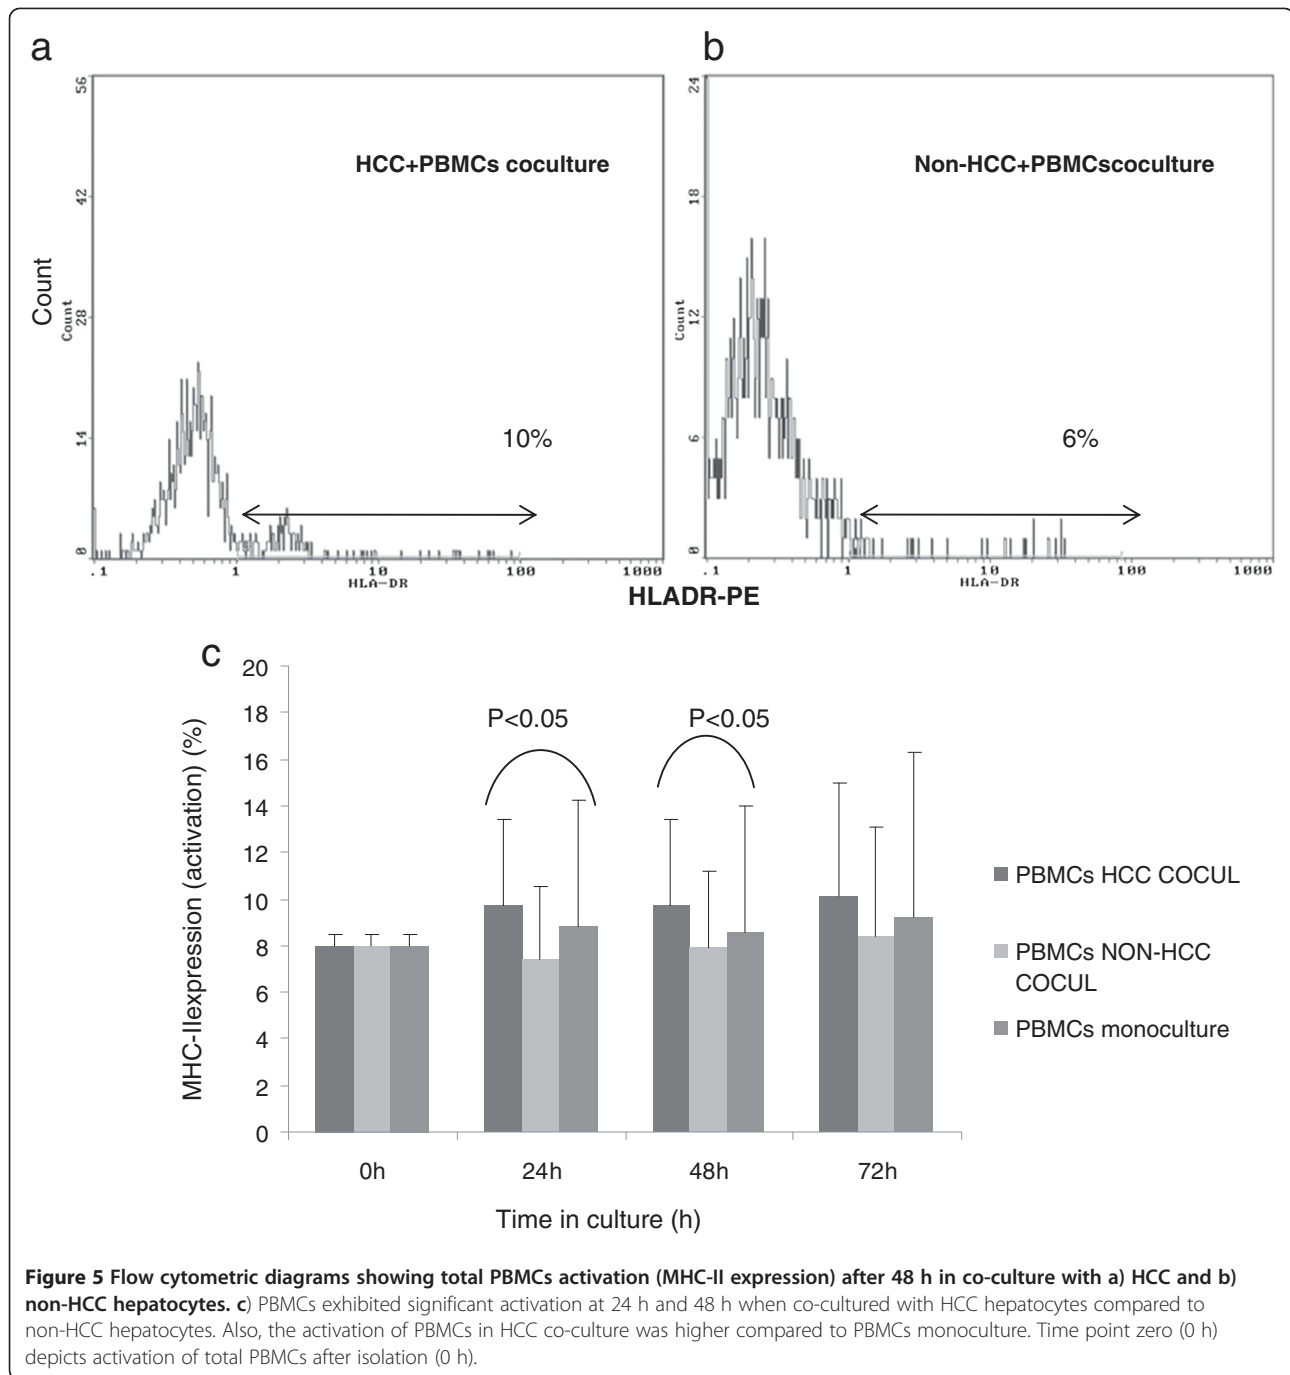 a
b
56
42
28
14
0
Count
Count
HCC+PBMCs coculture
10%
.1 1 10 100 1000
HLA-DR
24
18
12
6
0
Count
Non-HCC+PBMCscoculture
6%
.1 1 10 100 1000
HLA-DR
HLADR-PE
c
20
18
16
14
12
10
8
6
4
2
0
MHC-IIexpression (activation) (%)
P<0.05
P<0.05
0h 24h 48h 72h
Time in culture (h)
PBMCs HCC COCUL
PBMCs NON-HCC
COCUL
PBMCs monoculture
Figure 5 Flow cytometric diagrams showing total PBMCs activation (MHC-II expression) after 48 h in co-culture with a) HCC and b)
non-HCC hepatocytes. c) PBMCs exhibited significant activation at 24 h and 48 h when co-cultured with HCC hepatocytes compared to
non-HCC hepatocytes. Also, the activation of PBMCs in HCC co-culture was higher compared to PBMCs monoculture. Time point zero (0 h)
depicts activation of total PBMCs after isolation (0 h).